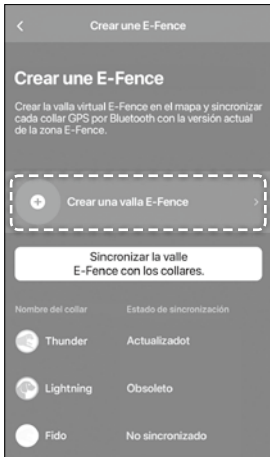 Crear une E-Fence
Crear une E-Fence
Crear la valla virtual E-Fence en el mapa y sincronizar
cada collar GPS por Bluetooth con la versión actual
de la zona E-Fence.
Crear una valla E-Fence
Sincronizar la valle
E-Fence con los collares.
Nombre del collar Estado de sincronización
Thunder Actualizadot
Lightning Obsoleto
Fido No sincronizado